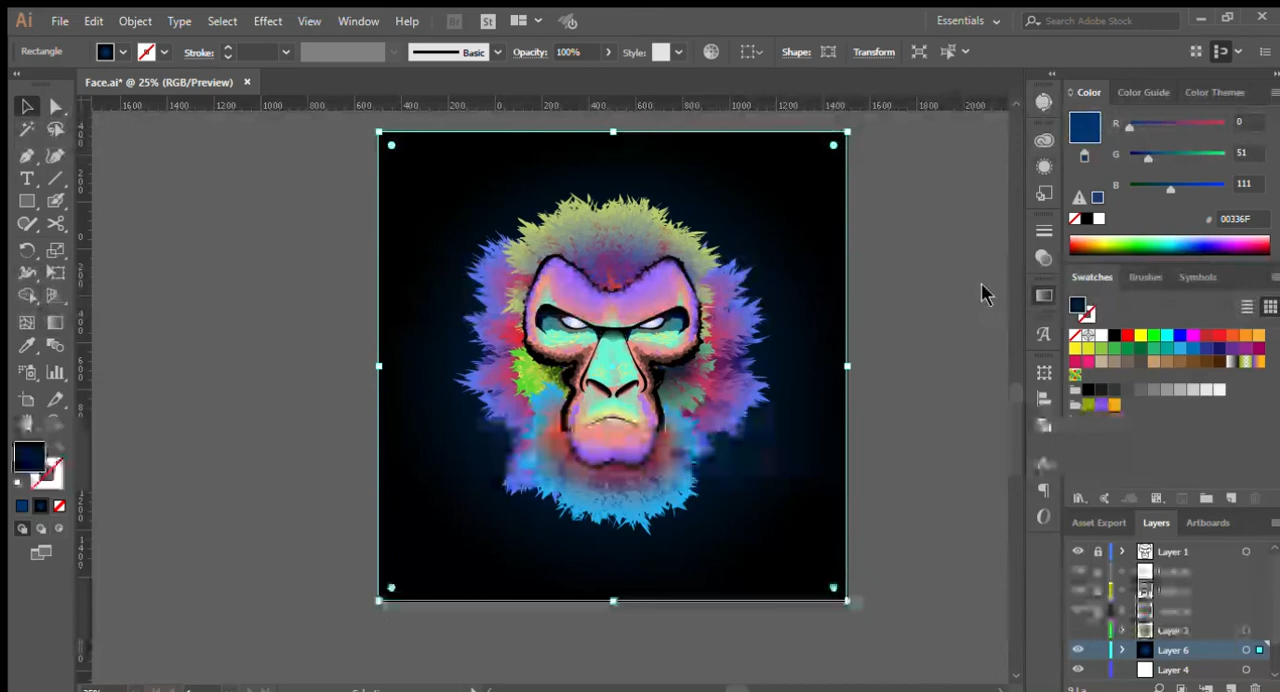 Ai File Edit Object Type Select Effect View Window Help Br St Essentials Search Adobe Stock
Rectangle Stroke: Basic Opacity: 100% Style: Shape: Transform
Face.ai* @ 25% (RGB/Preview)
1600 1400 1200 1000 800 600 400 200 0 200 400 600 800 1000 1200 1400 1600 1800 2000
Color Color Guide Color Themes
R 0
G 51
B 111
# 00336F
Swatches Brushes Symbols
Asset Export Layers Artboards
Layer 1
Layer 6
Layer 4